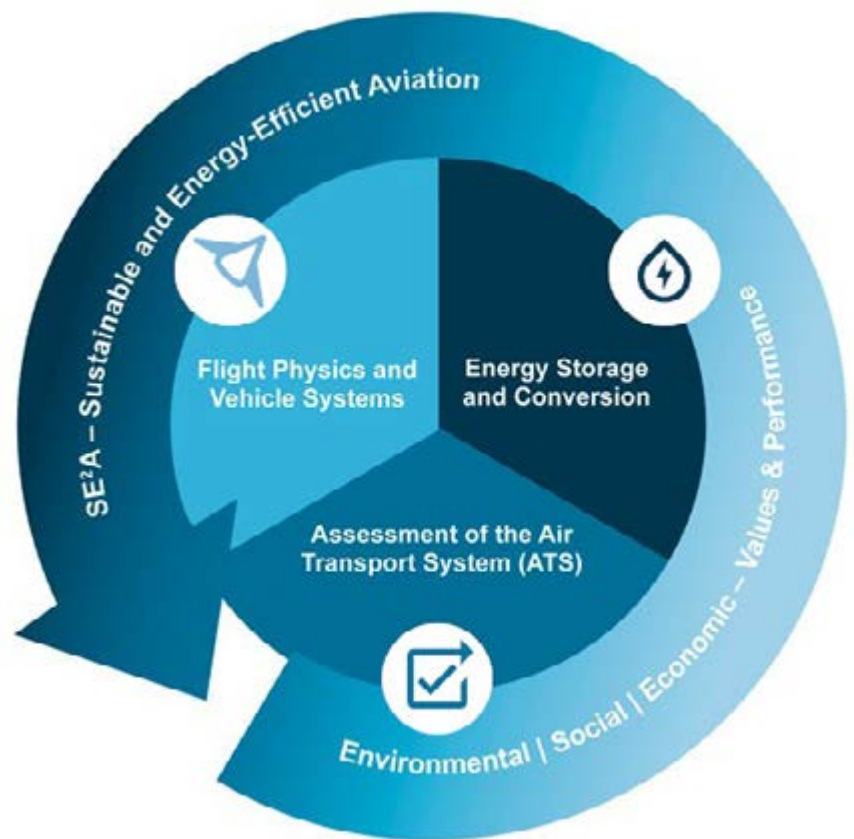 SE²A – Sustainable and Energy-Efficient Aviation
Flight Physics and
Vehicle Systems
Energy Storage
and Conversion
Assessment of the Air
Transport System (ATS)
Environmental | Social | Economic – Values & Performance